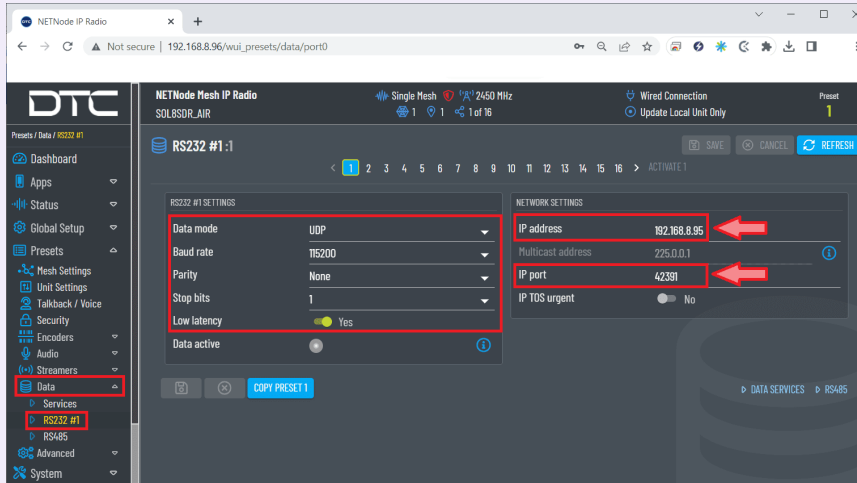 DTC NETNode IP Radio
Not secure | 192.168.8.96/wui_presets/data/port0
DTC
NETNode Mesh IP Radio
SOL8SDR_AIR
Single Mesh 2450 MHz
1 1 1 of 16
Wired Connection
Update Local Unit Only
Preset
1
Presets / Data / RS232 #1
Dashboard
Apps
Status
Global Setup
Presets
Mesh Settings
Unit Settings
Talkback / Voice
Security
Encoders
Audio
Streamers
Data
Services
RS232 #1
RS485
Advanced
System
RS232 #1 :1
SAVE CANCEL REFRESH
< 1 2 3 4 5 6 7 8 9 10 11 12 13 14 15 16 > ACTIVATE 1
RS232 #1 SETTINGS
Data mode UDP
Baud rate 115200
Parity None
Stop bits 1
Low latency Yes
Data active
COPY PRESET 1
NETWORK SETTINGS
IP address 192.168.8.95
Multicast address 225.0.0.1
IP port 42391
IP TOS urgent No
DATA SERVICES RS485